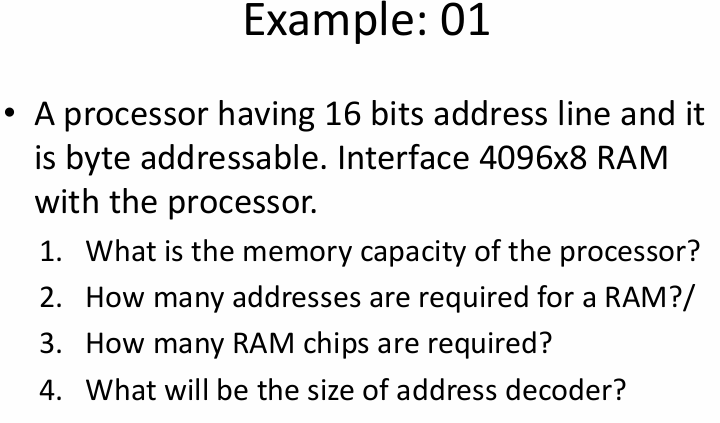 Example: 01
• A processor having 16 bits address line and it
is byte addressable. Interface 4096x8 RAM
with the processor.
1. What is the memory capacity of the processor?
2. How many addresses are required for a RAM?/
3. How many RAM chips are required?
4. What will be the size of address decoder?